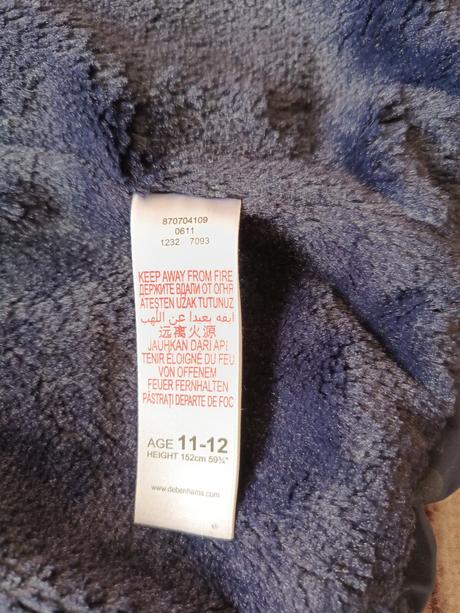 870704109
0611
1232 7093
KEEP AWAY FROM FIRE
ДЕРЖИТЕ ВДАЛИ ОТ ОГНЯ
ATEŞTEN UZAK TUTUNUZ
ابقه بعيدا عن اللهب
远离火源
JAUHKAN DARI API
TENIR ÉLOIGNÉ DU FEU
VON OFFENEM
FEUER FERNHALTEN
PĂSTRAȚI DEPARTE DE FOC
AGE 11-12
HEIGHT 152cm 59¾"
www.debenhams.com